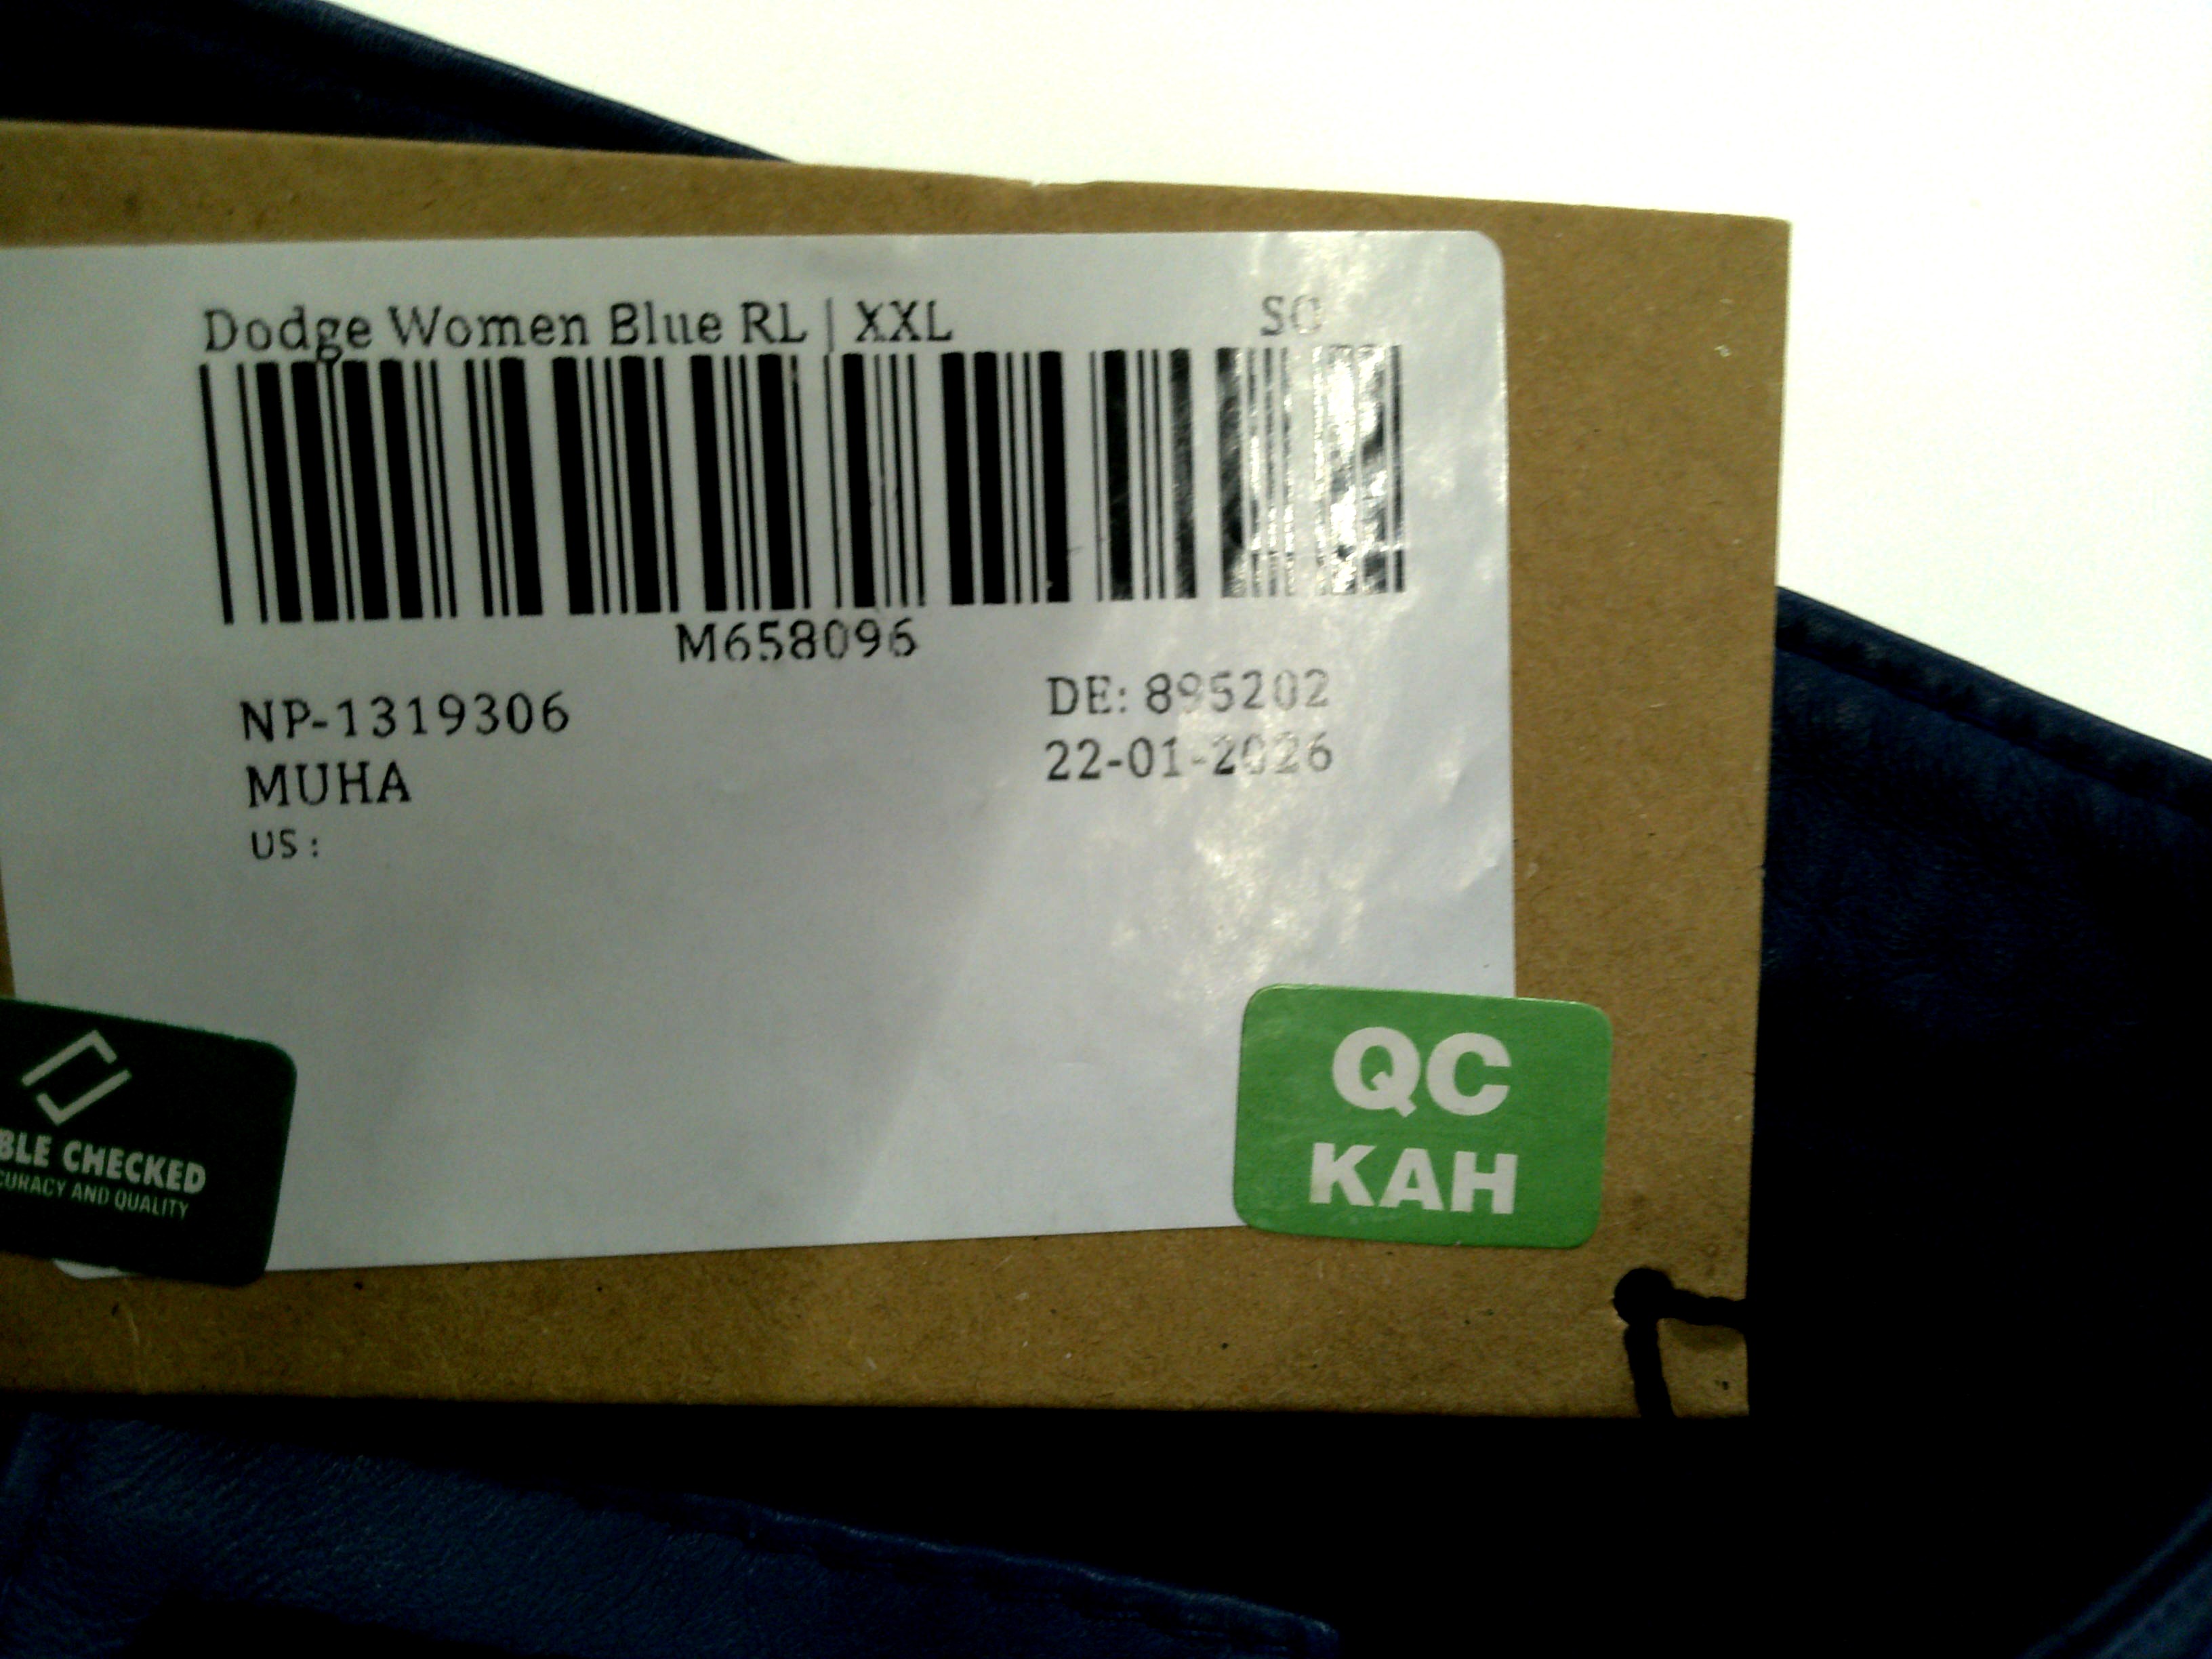 Dodge Women Blue RL | XXL SC
M658096
NP-1319306 DE: 895202
MUHA 22-01-2026
US :
BLE CHECKED
CURACY AND QUALITY
QC
KAH